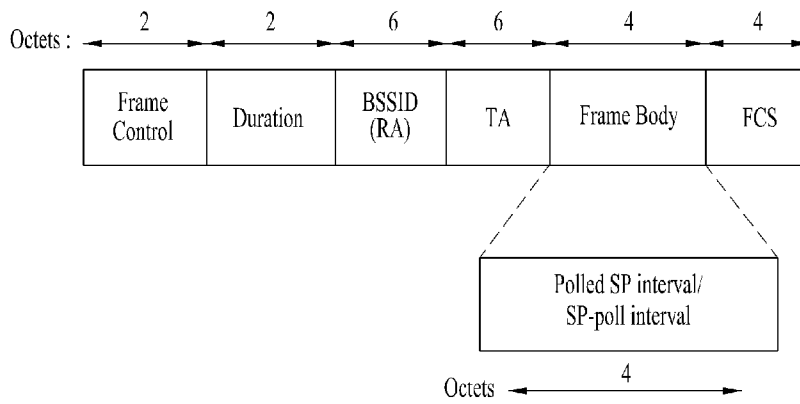 Octets : 2 2 6 6 4 4
Frame Control
Duration
BSSID (RA)
TA
Frame Body
FCS
Polled SP interval/
SP-poll interval
Octets 4